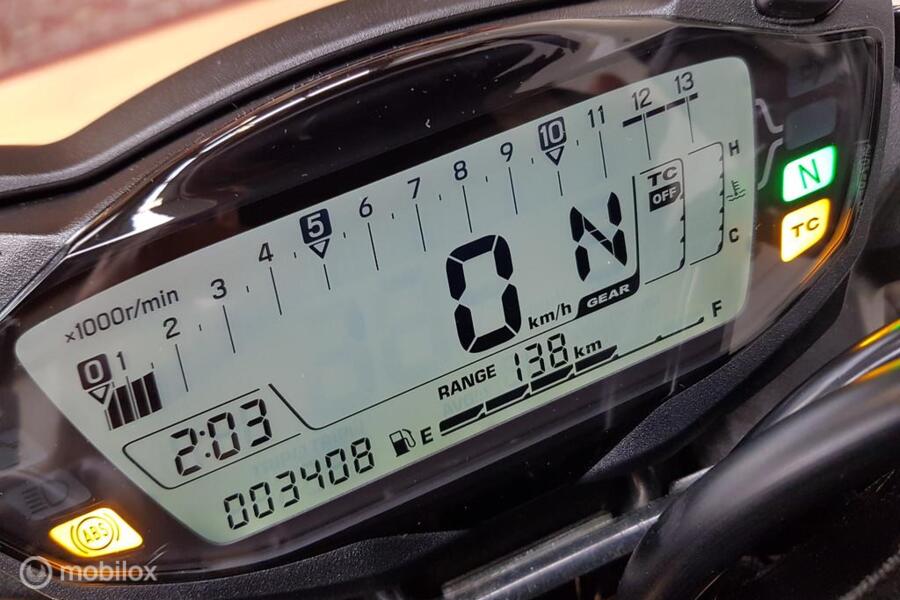 0 1 2 3 4 5 6 7 8 9 10 11 12 13
×1000r/min
TC
OFF
H
C
N
TC
0 km/h
N
GEAR
RANGE 138 km
E F
2:03
003408
ABS
mobilox